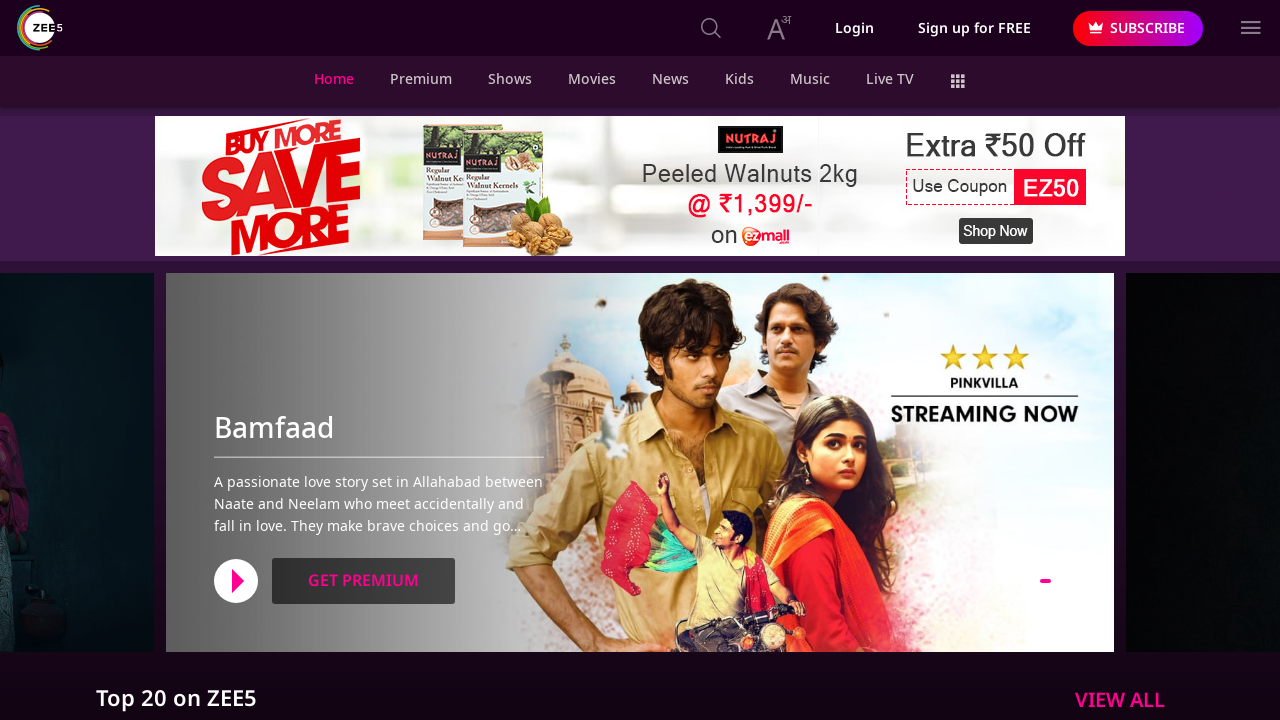 ZEE5
A अ
Login
Sign up for FREE
SUBSCRIBE
Home
Premium
Shows
Movies
News
Kids
Music
Live TV
BUY MORE
SAVE
MORE
NUTRAJ
Regular
Walnut Kernels
NUTRAJ
Peeled Walnuts 2kg
@ ₹1,399/-
on ezmall
Extra ₹50 Off
Use Coupon EZ50
Shop Now
PINKVILLA
STREAMING NOW
Bamfaad
A passionate love story set in Allahabad between
Naate and Neelam who meet accidentally and
fall in love. They make brave choices and go...
GET PREMIUM
Top 20 on ZEE5
VIEW ALL